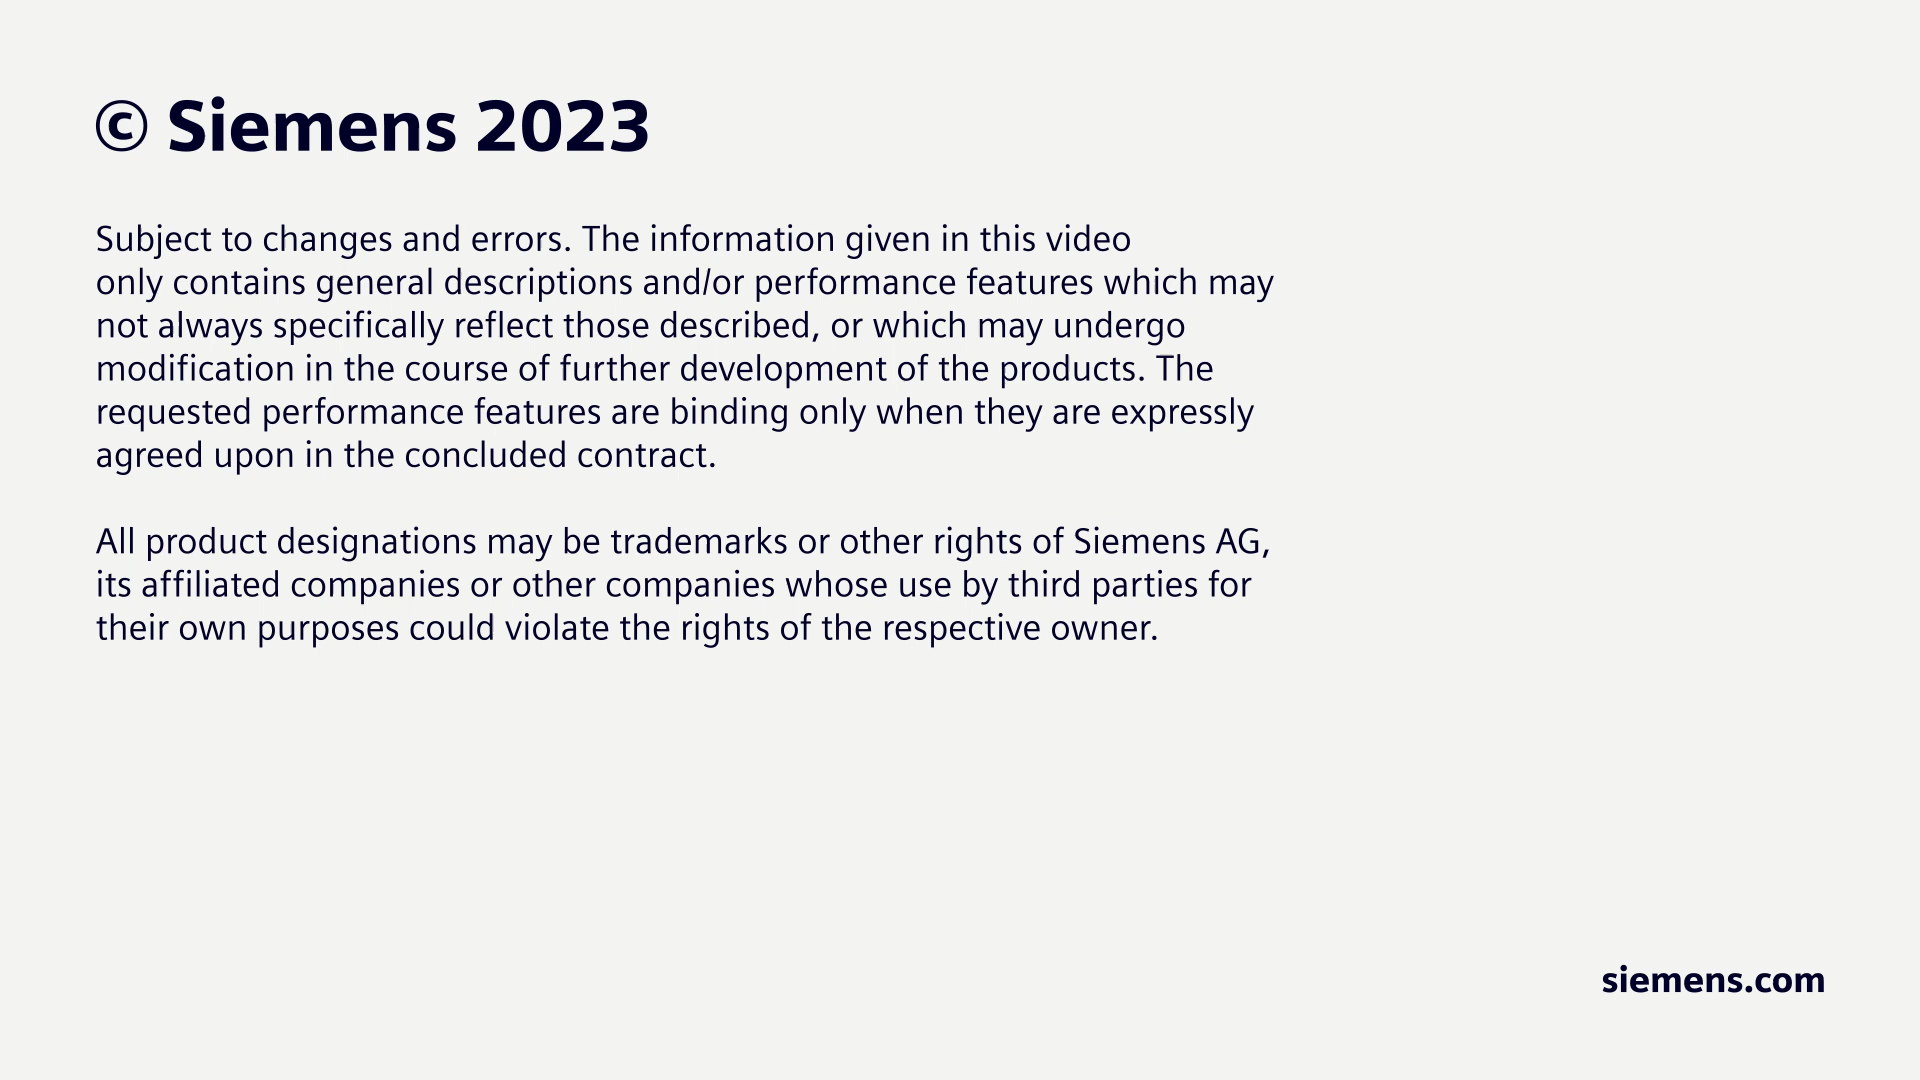 © Siemens 2023
Subject to changes and errors. The information given in this video
only contains general descriptions and/or performance features which may
not always specifically reflect those described, or which may undergo
modification in the course of further development of the products. The
requested performance features are binding only when they are expressly
agreed upon in the concluded contract.
All product designations may be trademarks or other rights of Siemens AG,
its affiliated companies or other companies whose use by third parties for
their own purposes could violate the rights of the respective owner.
siemens.com